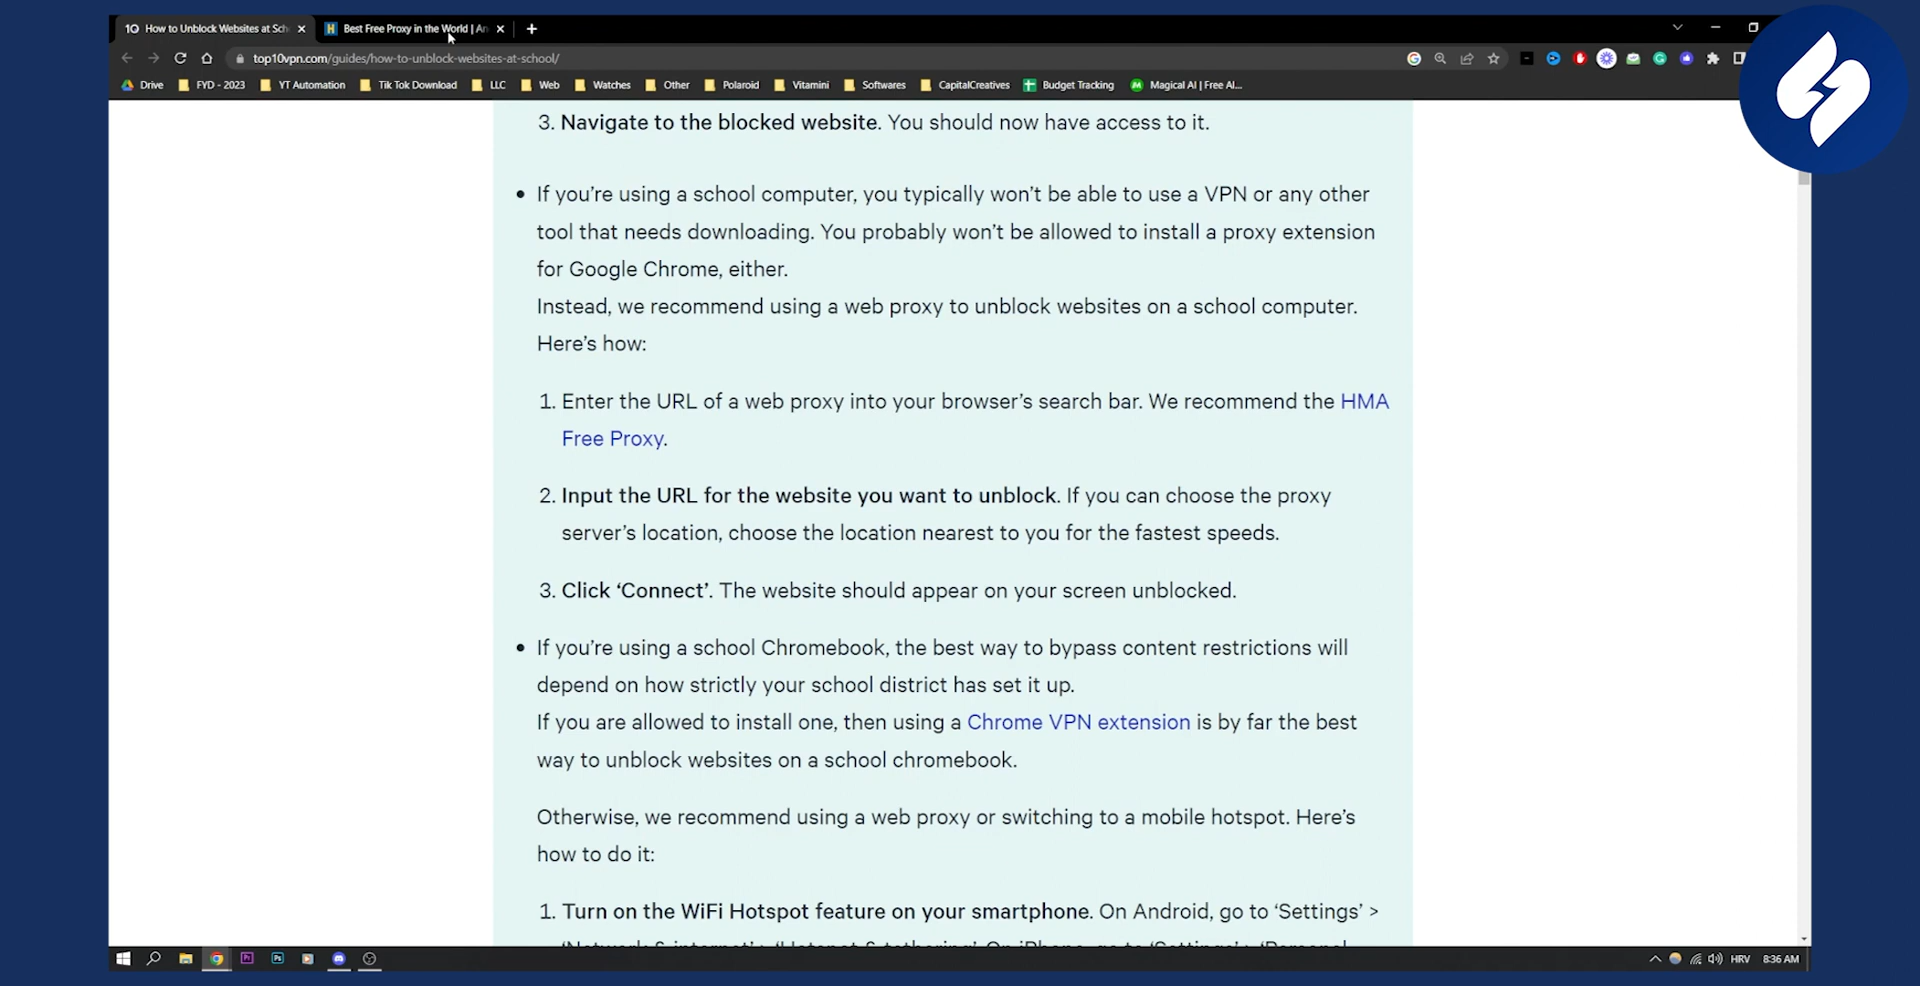 10 How to Unblock Websites at Sch
H Best Free Proxy in the World | An
top10vpn.com/guides/how-to-unblock-websites-at-school/
Drive FYD - 2023 YT Automation Tik Tok Download LLC Web Watches Other Polaroid Vitamini Softwares CapitalCreatives Budget Tracking Magical AI | Free AI...
3. Navigate to the blocked website. You should now have access to it.
• If you’re using a school computer, you typically won’t be able to use a VPN or any other
tool that needs downloading. You probably won’t be allowed to install a proxy extension
for Google Chrome, either.
Instead, we recommend using a web proxy to unblock websites on a school computer.
Here’s how:
1. Enter the URL of a web proxy into your browser’s search bar. We recommend the HMA
Free Proxy.
2. Input the URL for the website you want to unblock. If you can choose the proxy
server’s location, choose the location nearest to you for the fastest speeds.
3. Click ‘Connect’. The website should appear on your screen unblocked.
• If you’re using a school Chromebook, the best way to bypass content restrictions will
depend on how strictly your school district has set it up.
If you are allowed to install one, then using a Chrome VPN extension is by far the best
way to unblock websites on a school chromebook.
Otherwise, we recommend using a web proxy or switching to a mobile hotspot. Here’s
how to do it:
1. Turn on the WiFi Hotspot feature on your smartphone. On Android, go to ‘Settings’ >
‘Network & internet’ > ‘Hotspot & tethering’. On iPhone, go to ‘Settings’ > ‘Personal
HRV 8:36 AM